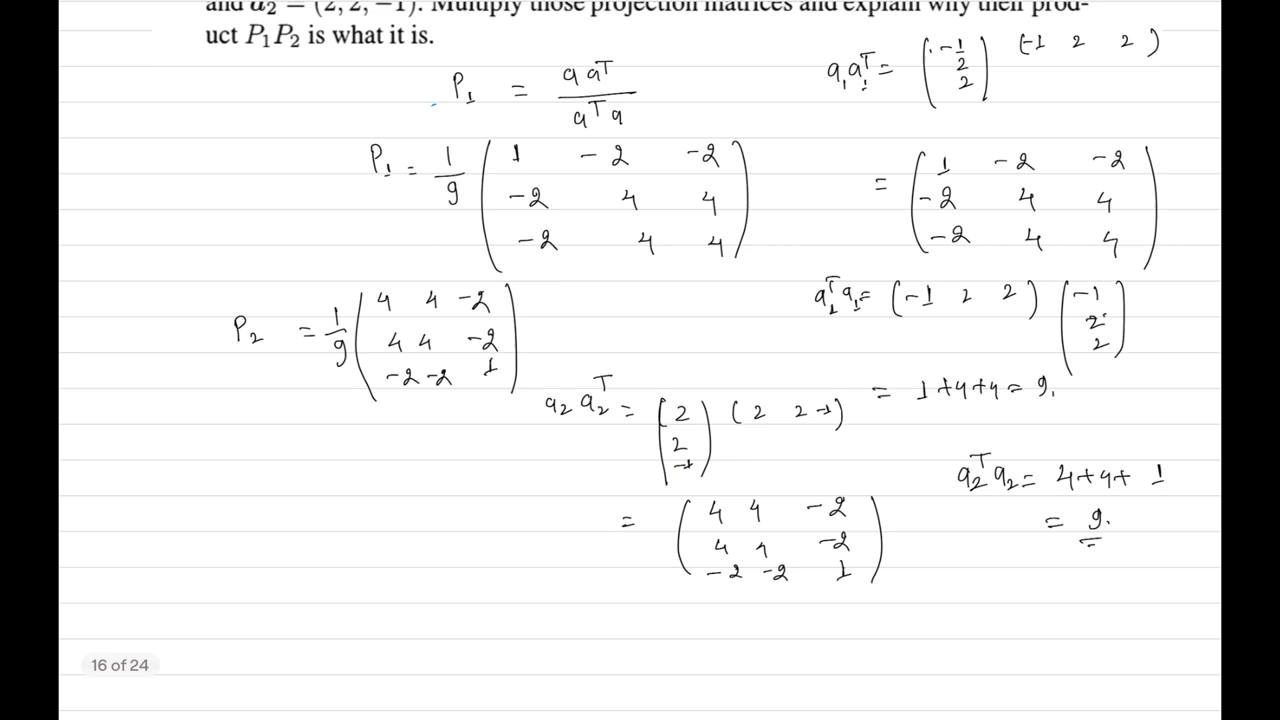 and a₂ = (2, 2, −1). Multiply those projection matrices and explain why their prod-
uct P₁P₂ is what it is.
P₁ = a aᵀ / aᵀ a
a₁a₁ᵀ = (-1 2 2) (-1 2 2)
P₁ = 1/9 ( 1 -2 -2
-2 4 4
-2 4 4 )
= ( 1 -2 -2
-2 4 4
-2 4 4 )
a₁ᵀa₁ = (-1 2 2) (-1 2 2)
= 1+4+4 = 9.
P₂ = 1/9 ( 4 4 -2
4 4 -2
-2 -2 1 )
a₂ a₂ᵀ = (2 2 -1) (2 2 -1)
= ( 4 4 -2
4 4 -2
-2 -2 1 )
a₂ᵀa₂ = 4+4+ 1
= 9.
16 of 24